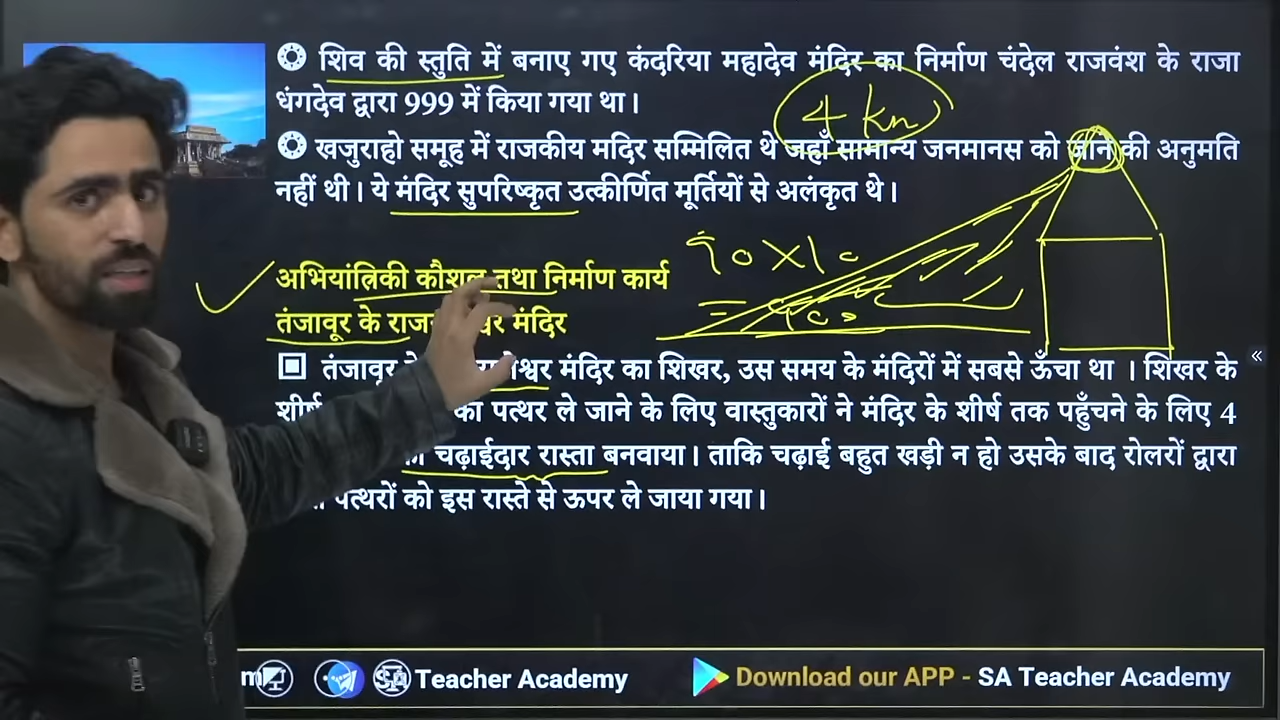 शिव की स्तुति में बनाए गए कंदरिया महादेव मंदिर का निर्माण चंदेल राजवंश के राजा
धंगदेव द्वारा 999 में किया गया था।
4 km
खजुराहो समूह में राजकीय मदिर सम्मिलित थे जहाँ सामान्य जनमानस को जाने की अनुमति
नहीं थी। ये मंदिर सुपरिष्कृत उत्कीर्णित मूर्तियों से अलंकृत थे।
अभियांत्रिकी कौशल तथा निर्माण कार्य
तंजावूर के मंदिर
तंजावूर मंदिर का शिखर, उस समय के मंदिरों में सबसे ऊँचा था । शिखर के
का पत्थर ले जाने के लिए वास्तुकारों ने मंदिर के शीर्ष तक पहुँचने के लिए 4
चढ़ाईदार रास्ता बनवाया। ताकि चढ़ाई बहुत खड़ी न हो उसके बाद रोलरों द्वारा
पत्थरों को इस रास्ते से ऊपर ले जाया गया।
«
SA Teacher Academy
Download our APP - SA Teacher Academy